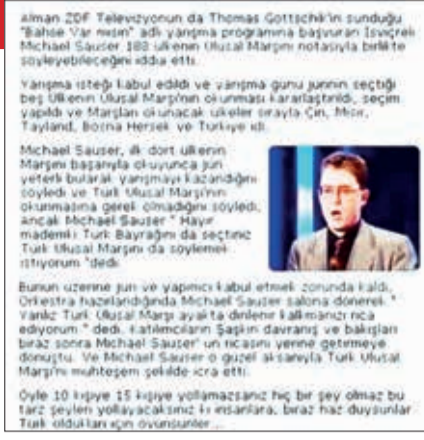 Alman ZDF Televizyonun da Thomas Gottschik'in sunduğu
"Bahse Var mısın" adlı yarışma programına başvuran İsviçreli
Michael Sauser 188 ülkenin Ulusal Marşını notasıyla birlikte
söyleyebileceğini iddia etti.
Yarışma isteği kabul edildi ve yarışma günü jürinin seçtiği
beş Ülkenin Ulusal Marşı'nın okunması kararlaştırıldı, seçim
yapıldı ve Marşları okunacak ülkeler sırayla Çin, Mısır,
Tayland, Bosna Hersek ve Türkiye idi.
Michael Sauser, ilk dört ülkenin
Marşını başarıyla okuyunca jüri
yeterli bularak yarışmayı kazandığını
söyledi ve Türk Ulusal Marşı'nın
okunmasına gerek olmadığını söyledi,
ancak Michael Sauser " Hayır
mademki Türk Bayrağını da seçtiniz
Türk Ulusal Marşını da söylemek
istiyorum "dedi.
Bunun üzerine jüri ve yapımcı kabul etmek zorunda kaldı.
Orkestra hazırlandığında Michael Sauser salona dönerek "
Yanlız Türk Ulusal Marşı ayakta dinlenir kalkmanızı rica
ediyorum " dedi. Katılımcıların Şaşkın davranış ve bakışları
biraz sonra Michael Sauser' un ricasını yerine getirmeye
dönüştü. Ve Michael Sauser o güzel aksanıyla Türk Ulusal
Marşı'nı muhteşem şekilde icra etti.
Öyle 10 kişiye 15 kişiye yollamazsanız hiç bir şey olmaz bu
tarz şeyleri yollayacaksınız ki insanlara, biraz haz duysunlar
Türk oldukları için övünsünler...